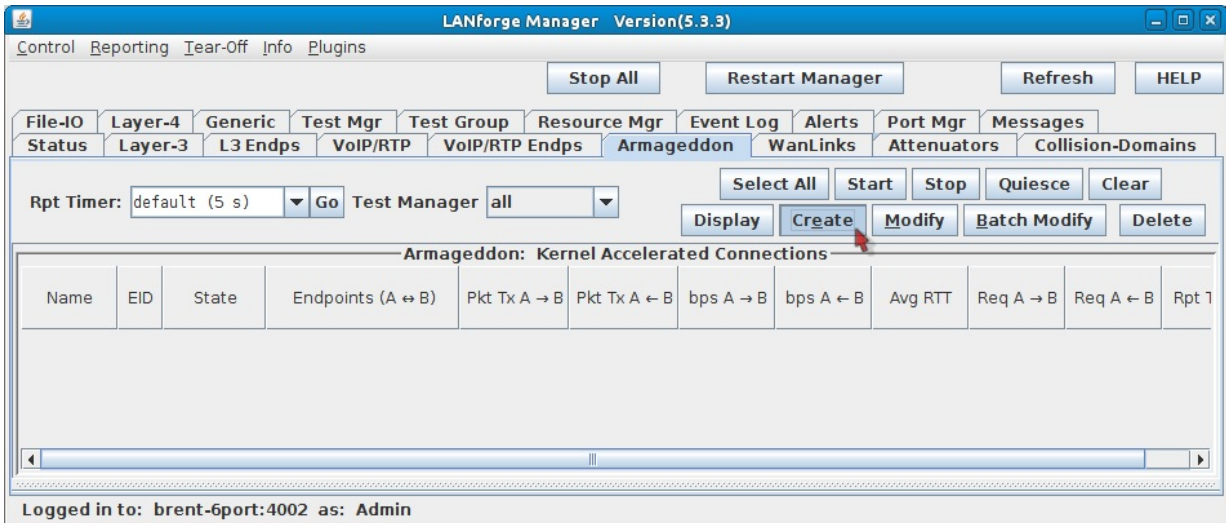 LANforge Manager Version(5.3.3)
Control Reporting Tear-Off Info Plugins
Stop All Restart Manager Refresh HELP
File-IO Layer-4 Generic Test Mgr Test Group Resource Mgr Event Log Alerts Port Mgr Messages
Status Layer-3 L3 Endps VoIP/RTP VoIP/RTP Endps Armageddon WanLinks Attenuators Collision-Domains
Select All Start Stop Quiesce Clear
Rpt Timer: default (5 s) Go Test Manager all
Display Create Modify Batch Modify Delete
Armageddon: Kernel Accelerated Connections
Name EID State Endpoints (A ⇔ B) Pkt Tx A → B Pkt Tx A ← B bps A → B bps A ← B Avg RTT Req A → B Req A ← B Rpt
Logged in to: brent-6port:4002 as: Admin